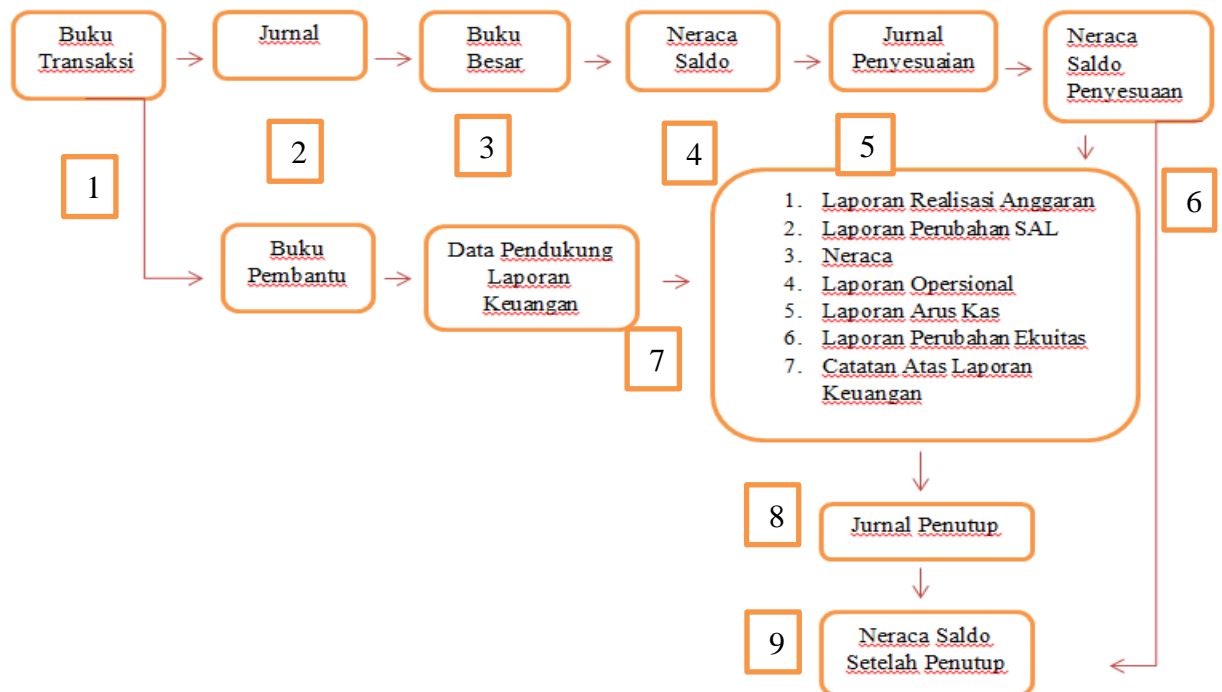 Buku
Transaksi
Jurnal
Buku
Besar
Neraca
Saldo
Jurnal
Penyesuaian
Neraca
Saldo
Penyesuaan
1
2
3
4
5
6
Buku
Pembantu
Data Pendukung
Laporan
Keuangan
7
1. Laporan Realisasi Anggaran
2. Laporan Perubahan SAL
3. Neraca
4. Laporan Opersional
5. Laporan Arus Kas
6. Laporan Perubahan Ekuitas
7. Catatan Atas Laporan
Keuangan
8
Jurnal Penutup
9
Neraca Saldo
Setelah Penutup